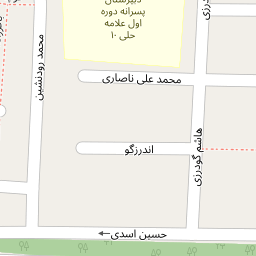 دبیرستان
پسرانه دوره
اول علامه
حلی ۱۰
محمد علی ناصاری
محمد رودنشین
هاشم گودرزی
اندرزگو
حسین اسدی